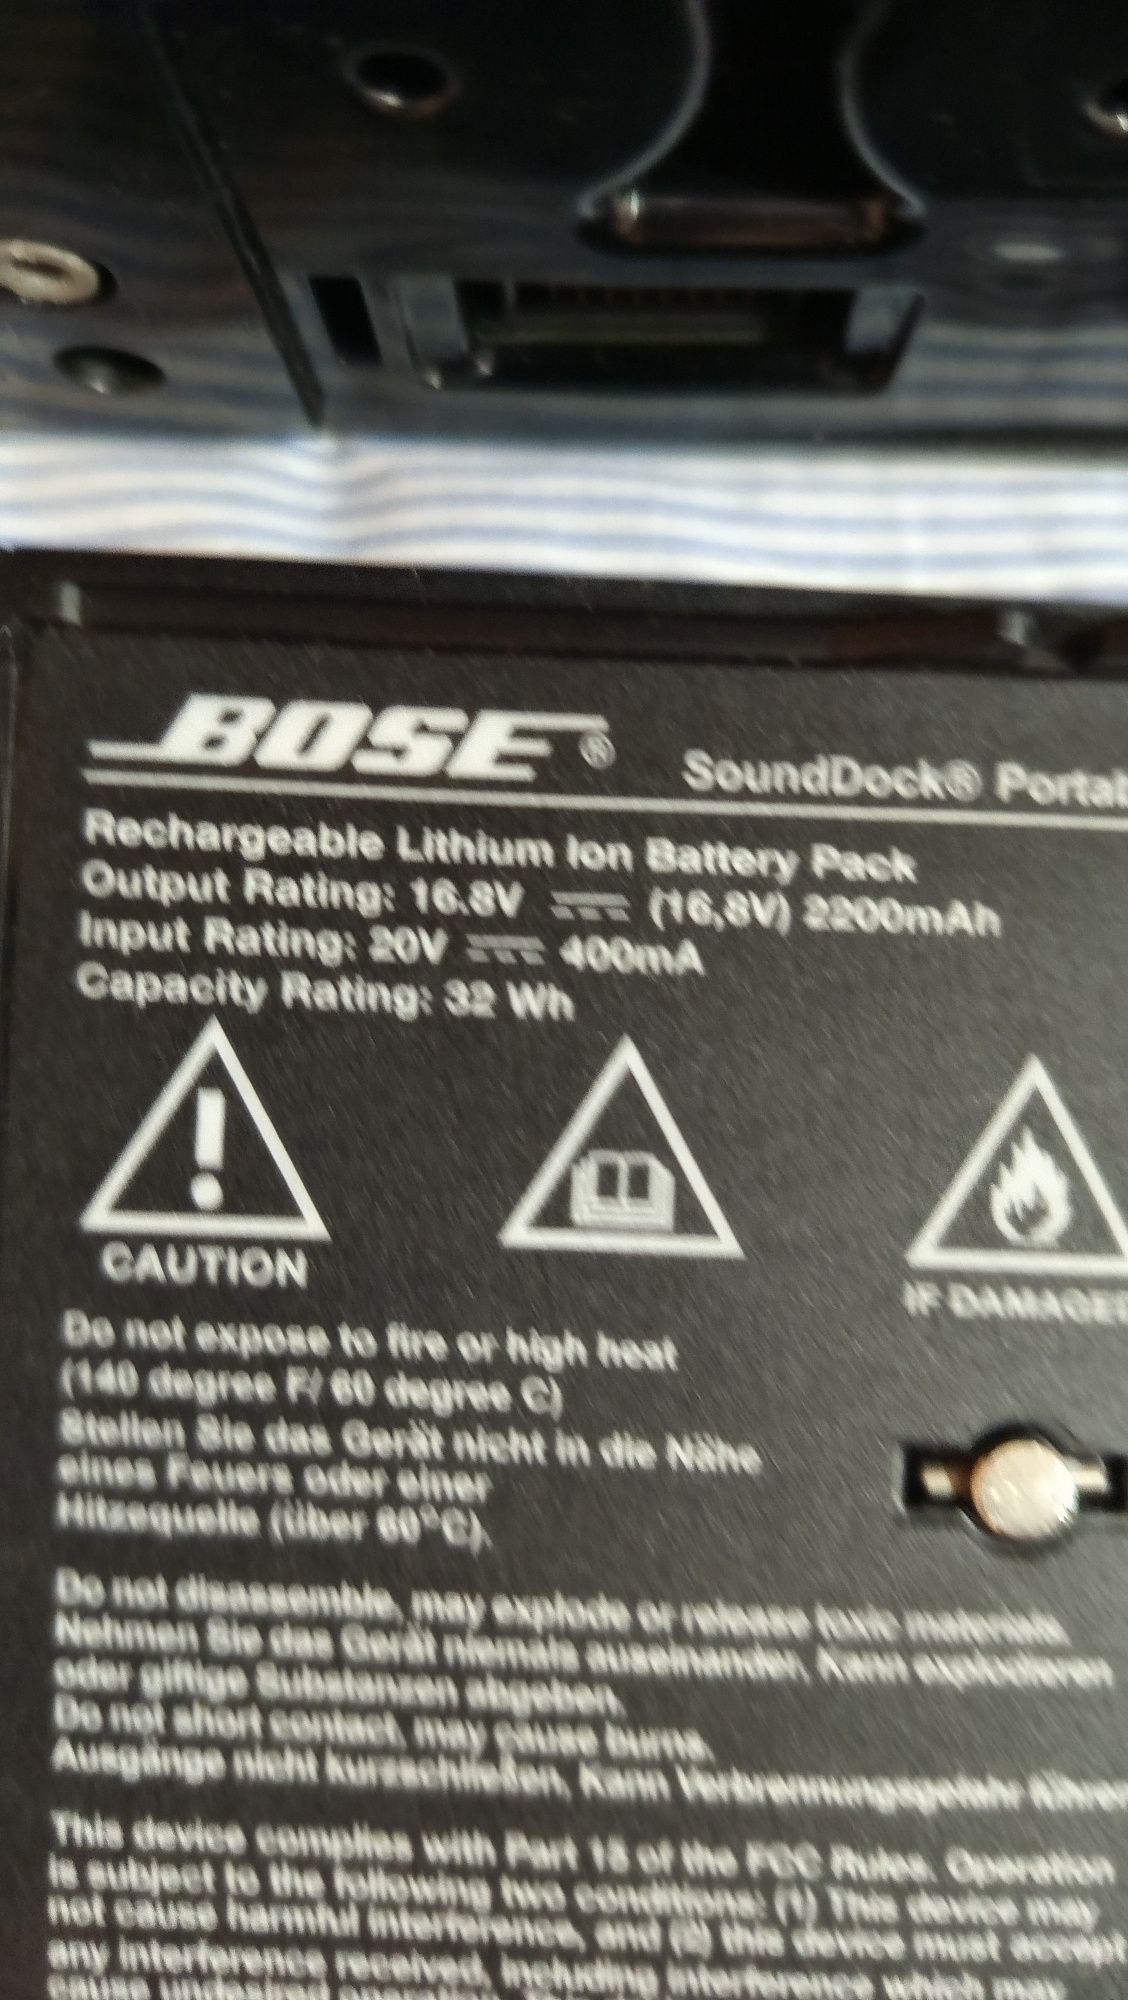 BOSE®
SoundDock® Portab
Rechargeable Lithium Ion Battery Pack
Output Rating: 16.8V ⎓ (16,8V) 2200mAh
Input Rating: 20V ⎓ 400mA
Capacity Rating: 32 Wh
CAUTION
IF DAMAGED
Do not expose to fire or high heat
(140 degree F/ 60 degree C)
Stellen Sie das Gerät nicht in die Nähe
eines Feuers oder einer
Hitzequelle (über 60°C).
Do not disassemble, may explode or release toxic materials.
Nehmen Sie das Gerät niemals auseinander, kann explodieren
oder giftige Substanzen abgeben.
Do not short contact, may cause burns.
Ausgänge nicht kurzschließen, kann Verbrennungsgefahr
This device complies with Part 15 of the FCC Rules. Operation
is subject to the following two conditions: (1) This device may
not cause harmful interference, and (2) this device must accept
any interference received, including interference which may
cause undesired